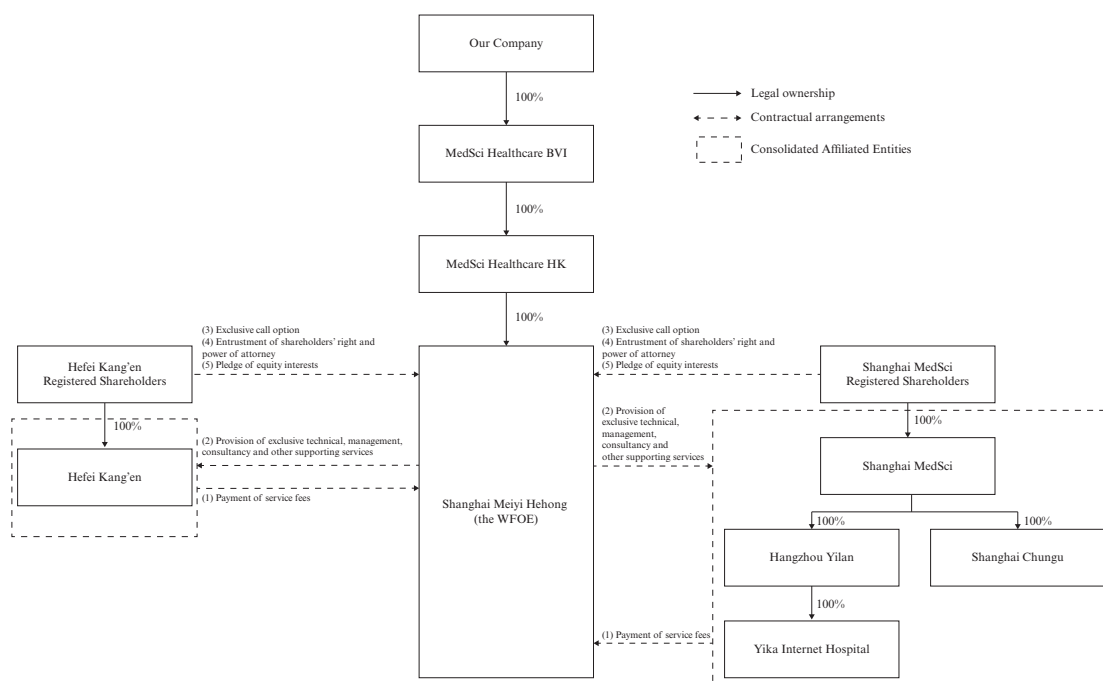 Our Company
100%
Legal ownership
Contractual arrangements
Consolidated Affiliated Entities
MedSci Healthcare BVI
100%
MedSci Healthcare HK
100%
(3) Exclusive call option
(4) Entrustment of shareholders' right and
power of attorney
(5) Pledge of equity interests
(3) Exclusive call option
(4) Entrustment of shareholders' right and
power of attorney
(5) Pledge of equity interests
Hefei Kang'en
Registered Shareholders
Shanghai MedSci
Registered Shareholders
100%
100%
(2) Provision of exclusive technical, management,
consultancy and other supporting services
(2) Provision of
exclusive technical,
management,
consultancy and
other supporting services
Hefei Kang'en
Shanghai MedSci
(1) Payment of service fees
Shanghai Meiyi Hehong
(the WFOE)
100%
100%
Hangzhou Yilan
Shanghai Chungu
100%
(1) Payment of service fees
Yika Internet Hospital